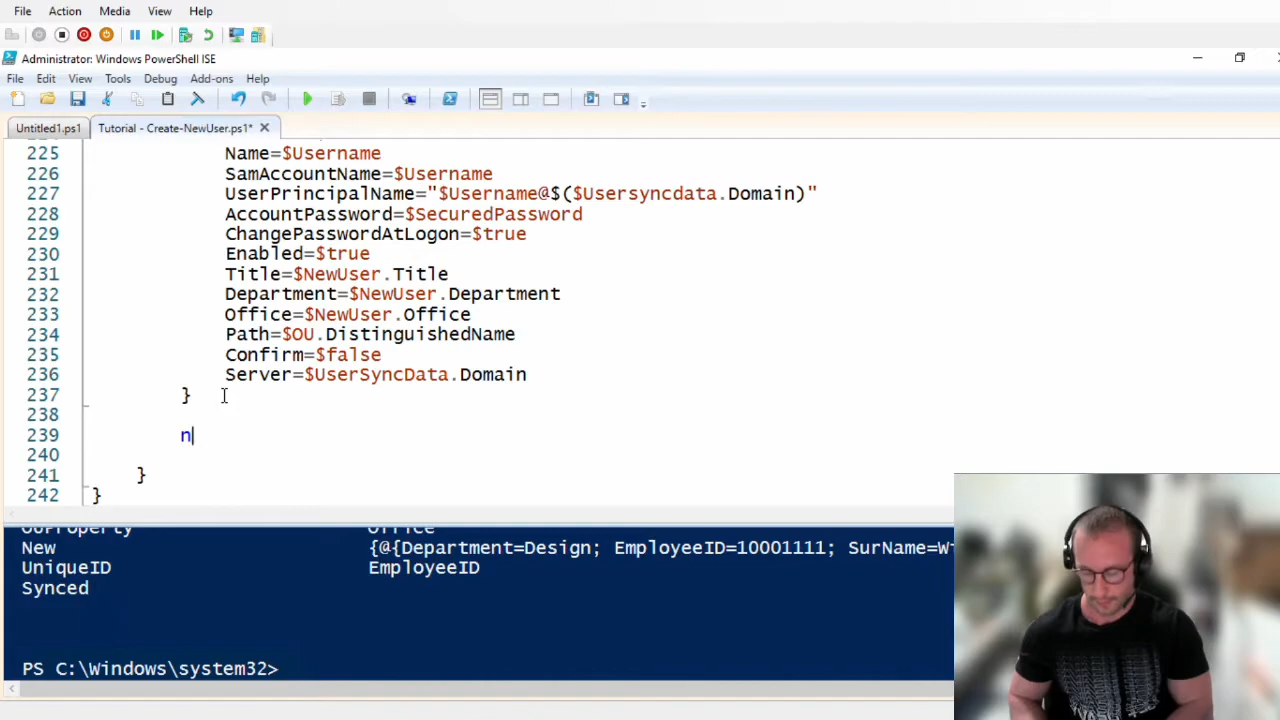 File Action Media View Help
Administrator: Windows PowerShell ISE
File Edit View Tools Debug Add-ons Help
Untitled1.ps1 Tutorial - Create-NewUser.ps1* X
225 Name=$Username
226 SamAccountName=$Username
227 UserPrincipalName="$Username@$($Usersyncdata.Domain)"
228 AccountPassword=$SecuredPassword
229 ChangePasswordAtLogon=$true
230 Enabled=$true
231 Title=$NewUser.Title
232 Department=$NewUser.Department
233 Office=$NewUser.Office
234 Path=$OU.DistinguishedName
235 Confirm=$false
236 Server=$UserSyncData.Domain
237 }
238
239 n
240
241 }
242 }
OUProperty Office
New {@{Department=Design; EmployeeID=10001111; SurName=
UniqueID EmployeeID
Synced
PS C:\Windows\system32>